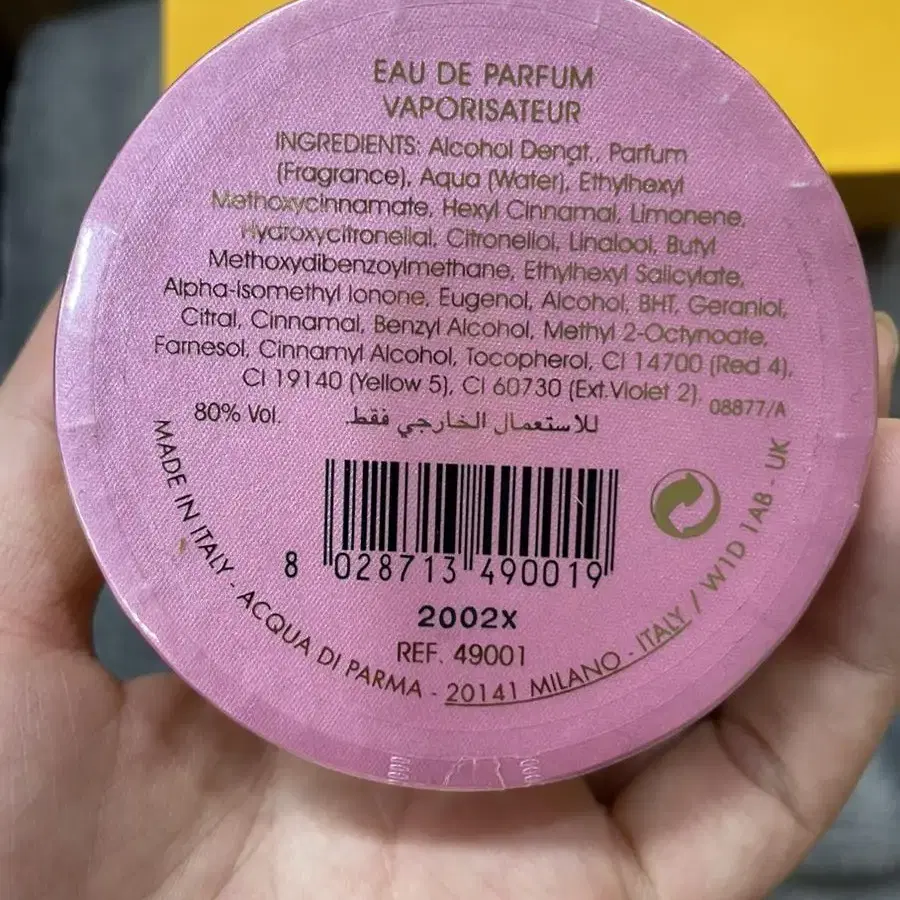 EAU DE PARFUM
VAPORISATEUR
INGREDIENTS: Alcohol Denat., Parfum
(Fragrance), Aqua (Water), Ethylhexyl
Methoxycinnamate, Hexyl Cinnamal, Limonene,
Hydroxycitronellal, Citronellol, Linalool, Butyl
Methoxydibenzoylmethane, Ethylhexyl Salicylate,
Alpha-Isomethyl Ionone, Eugenol, Alcohol, BHT, Geraniol,
Citral, Cinnamal, Benzyl Alcohol, Methyl 2-Octynoate,
Farnesol, Cinnamyl Alcohol, Tocopherol, CI 14700 (Red 4),
CI 19140 (Yellow 5), CI 60730 (Ext.Violet 2). 08877/A
80% Vol. للاستعمال الخارجي فقط.
8 028713 490019
2002X
REF. 49001
MADE IN ITALY - ACQUA DI PARMA - 20141 MILANO - ITALY / W1D 1AB - UK